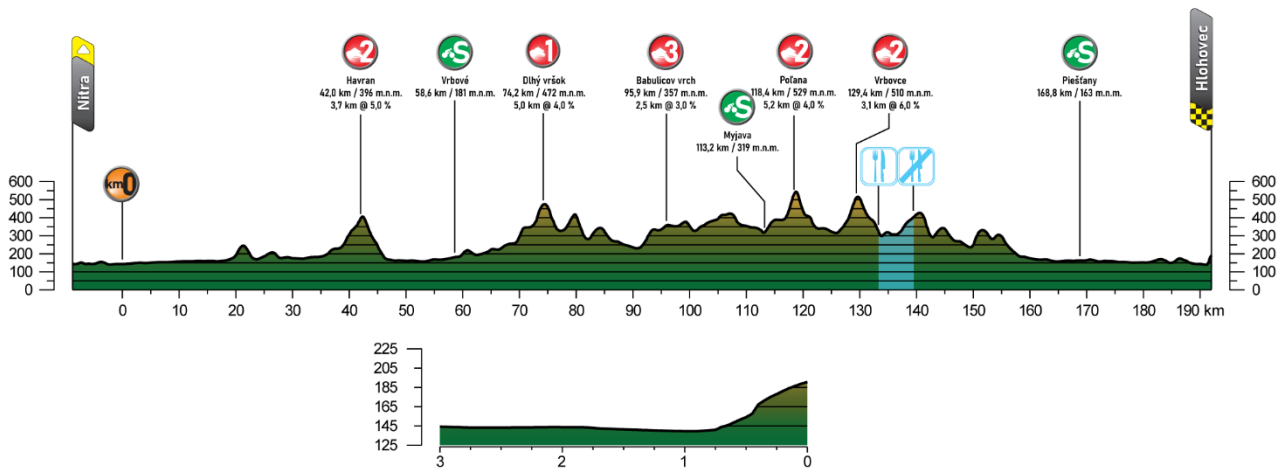 Nitra
km0
2
Havran
42,0 km / 396 m.n.m.
3,7 km @ 5,0 %
S
Vrbové
58,6 km / 181 m.n.m.
1
Dlhý vršok
74,2 km / 472 m.n.m.
5,0 km @ 4,0 %
3
Babulicov vrch
95,9 km / 357 m.n.m.
2,5 km @ 3,0 %
S
Myjava
113,2 km / 319 m.n.m.
2
Poľana
118,4 km / 529 m.n.m.
5,2 km @ 4,0 %
2
Vrbovce
129,4 km / 510 m.n.m.
3,1 km @ 6,0 %
S
Piešťany
168,8 km / 163 m.n.m.
Hlohovec
600
500
400
300
200
100
0
600
500
400
300
200
100
0
0 10 20 30 40 50 60 70 80 90 100 110 120 130 140 150 160 170 180 190 km
225
205
185
165
145
125
3 2 1 0